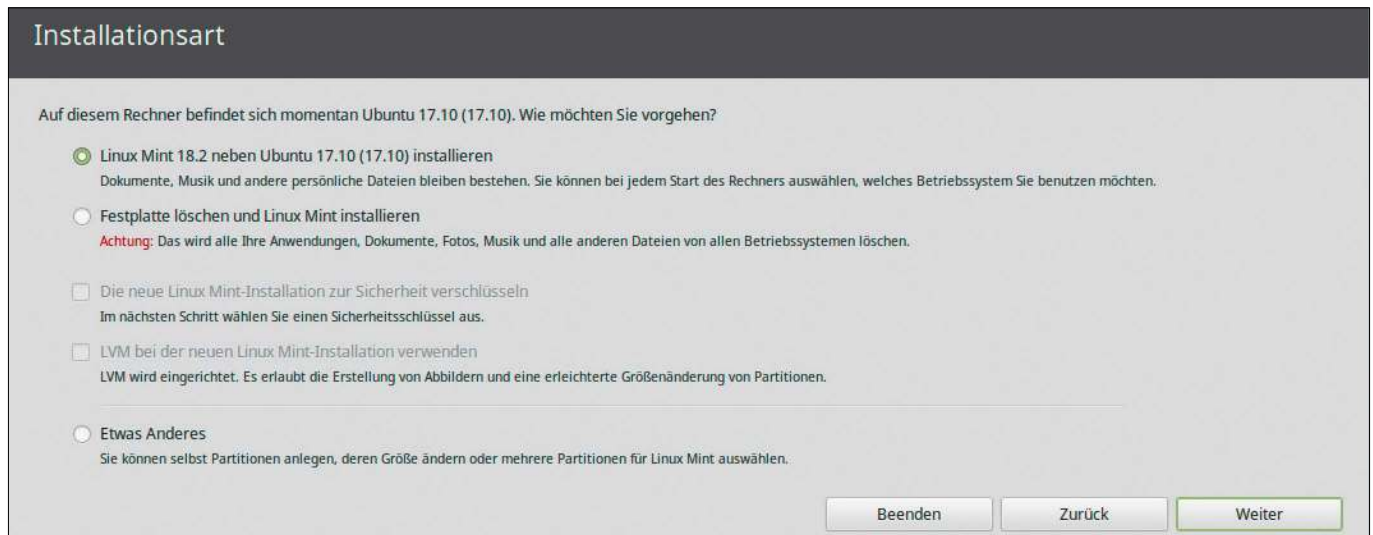 Installationsart
Auf diesem Rechner befindet sich momentan Ubuntu 17.10 (17.10). Wie möchten Sie vorgehen?
Linux Mint 18.2 neben Ubuntu 17.10 (17.10) installieren
Dokumente, Musik und andere persönliche Dateien bleiben bestehen. Sie können bei jedem Start des Rechners auswählen, welches Betriebssystem Sie benutzen möchten.
Festplatte löschen und Linux Mint installieren
Achtung: Das wird alle Ihre Anwendungen, Dokumente, Fotos, Musik und alle anderen Dateien von allen Betriebssystemen löschen.
Die neue Linux Mint-Installation zur Sicherheit verschlüsseln
Im nächsten Schritt wählen Sie einen Sicherheitsschlüssel aus.
LVM bei der neuen Linux Mint-Installation verwenden
LVM wird eingerichtet. Es erlaubt die Erstellung von Abbildern und eine erleichterte Größenänderung von Partitionen.
Etwas Anderes
Sie können selbst Partitionen anlegen, deren Größe ändern oder mehrere Partitionen für Linux Mint auswählen.
Beenden
Zurück
Weiter